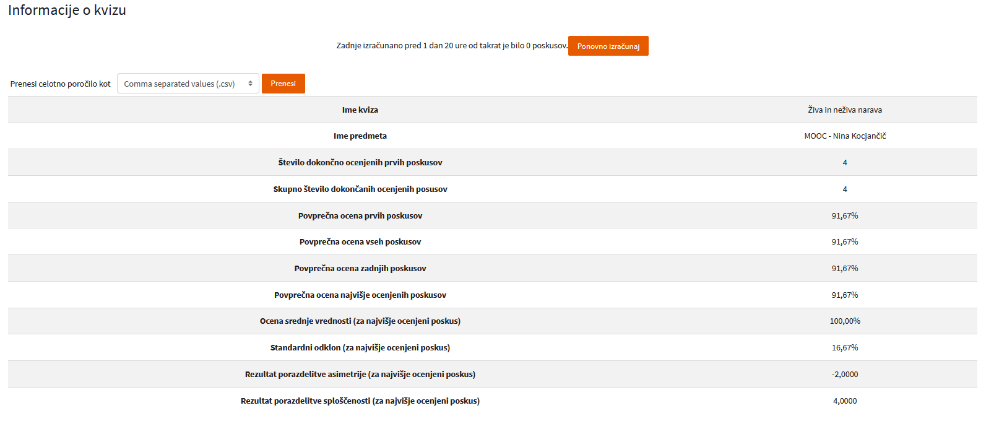 Informacije o kvizu
Zadnje izračunano pred 1 dan 20 ure od takrat je bilo 0 poskusov. Ponovno izračunaj
Prenesi celotno poročilo kot Comma separated values (.csv) Prenesi
Ime kviza Živa in neživa narava
Ime predmeta MOOC - Nina Kocjančič
Število dokončno ocenjenih prvih poskusov 4
Skupno število dokončanih ocenjenih posusov 4
Povprečna ocena prvih poskusov 91,67%
Povprečna ocena vseh poskusov 91,67%
Povprečna ocena zadnjih poskusov 91,67%
Povprečna ocena najvišje ocenjenih poskusov 91,67%
Ocena srednje vrednosti (za najvišje ocenjeni poskus) 100,00%
Standardni odklon (za najvišje ocenjeni poskus) 16,67%
Rezultat porazdelitve asimetrije (za najvišje ocenjeni poskus) -2,0000
Rezultat porazdelitve sploščenosti (za najvišje ocenjeni poskus) 4,0000